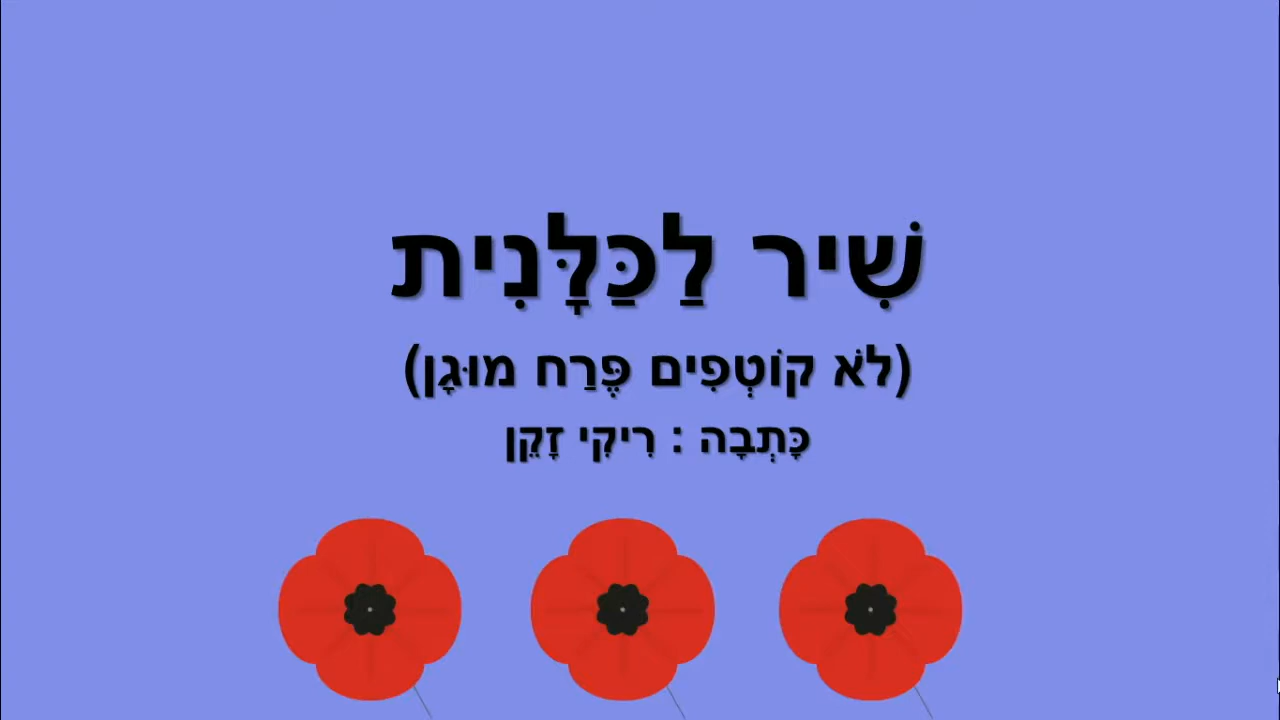 שִׁיר לַכַּלָּנִית
(לֹא קוֹטְפִים פֶּרַח מוּגָן)
כָּתְבָה : רִיקִי זָקֵן